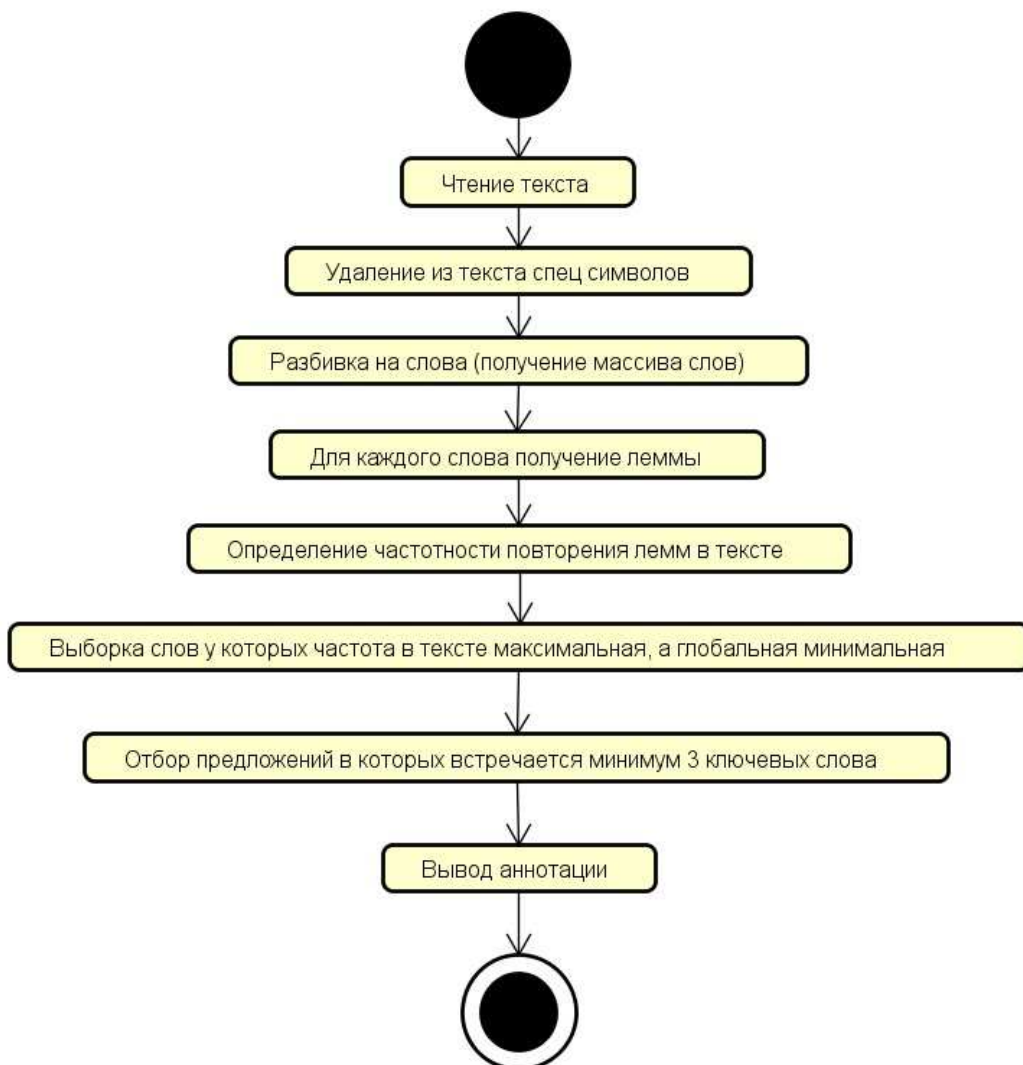 Чтение текста
Удаление из текста спец символов
Разбивка на слова (получение массива слов)
Для каждого слова получение леммы
Определение частотности повторения лемм в тексте
Выборка слов у которых частота в тексте максимальная, а глобальная минимальная
Отбор предложений в которых встречается минимум 3 ключевых слова
Вывод аннотации